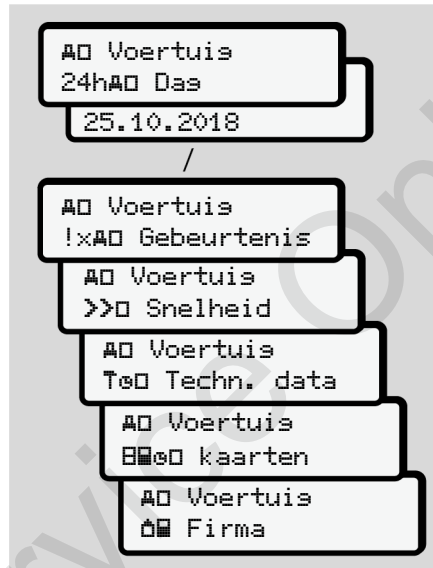 Voertuig
24h Dag
25.10.2018
/
Voertuig
!x Gebeurtenis
Voertuig
>> Snelheid
Voertuig
Techn. data
Voertuig
kaarten
Voertuig
Firma